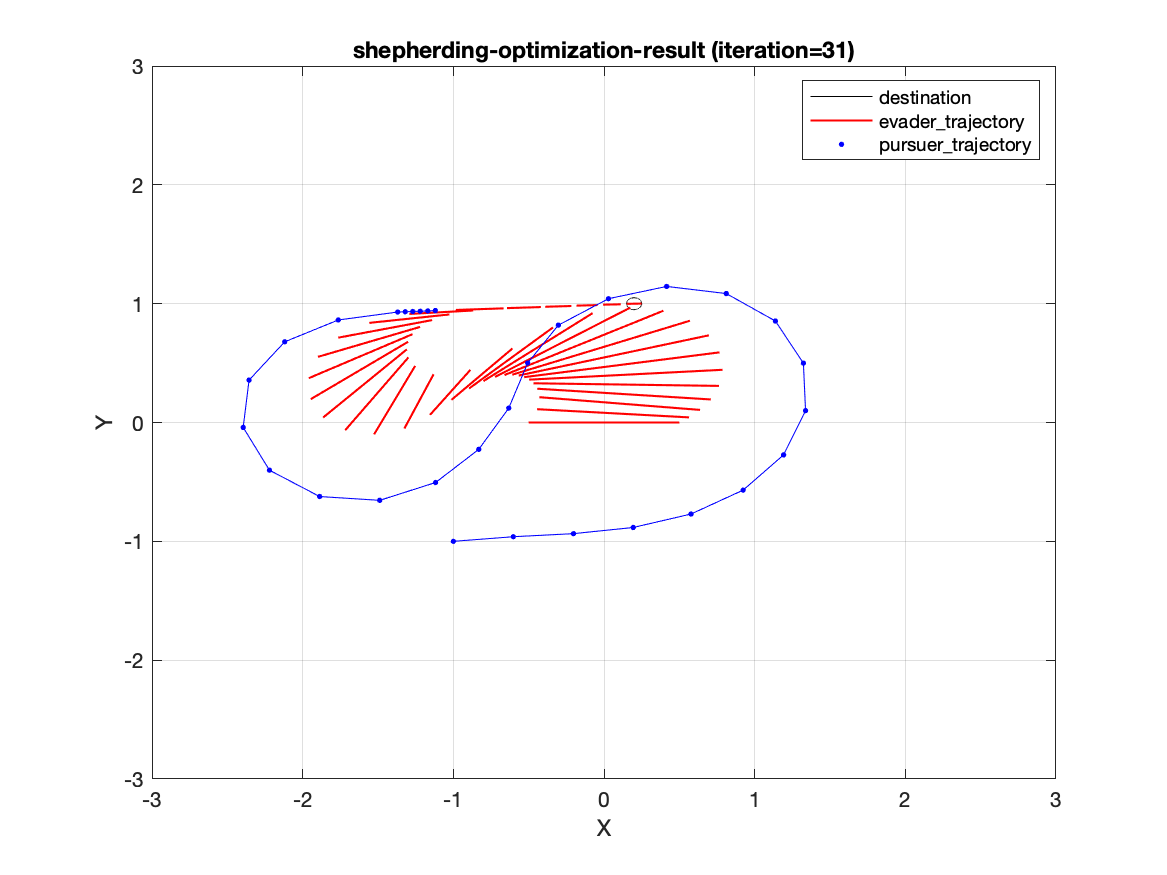 shepherding-optimization-result (iteration=31)
3
destination
evader_trajectory
pursuer_trajectory
2
1
0
-1
-2
-3
Y
-3 -2 -1 0 1 2 3
X